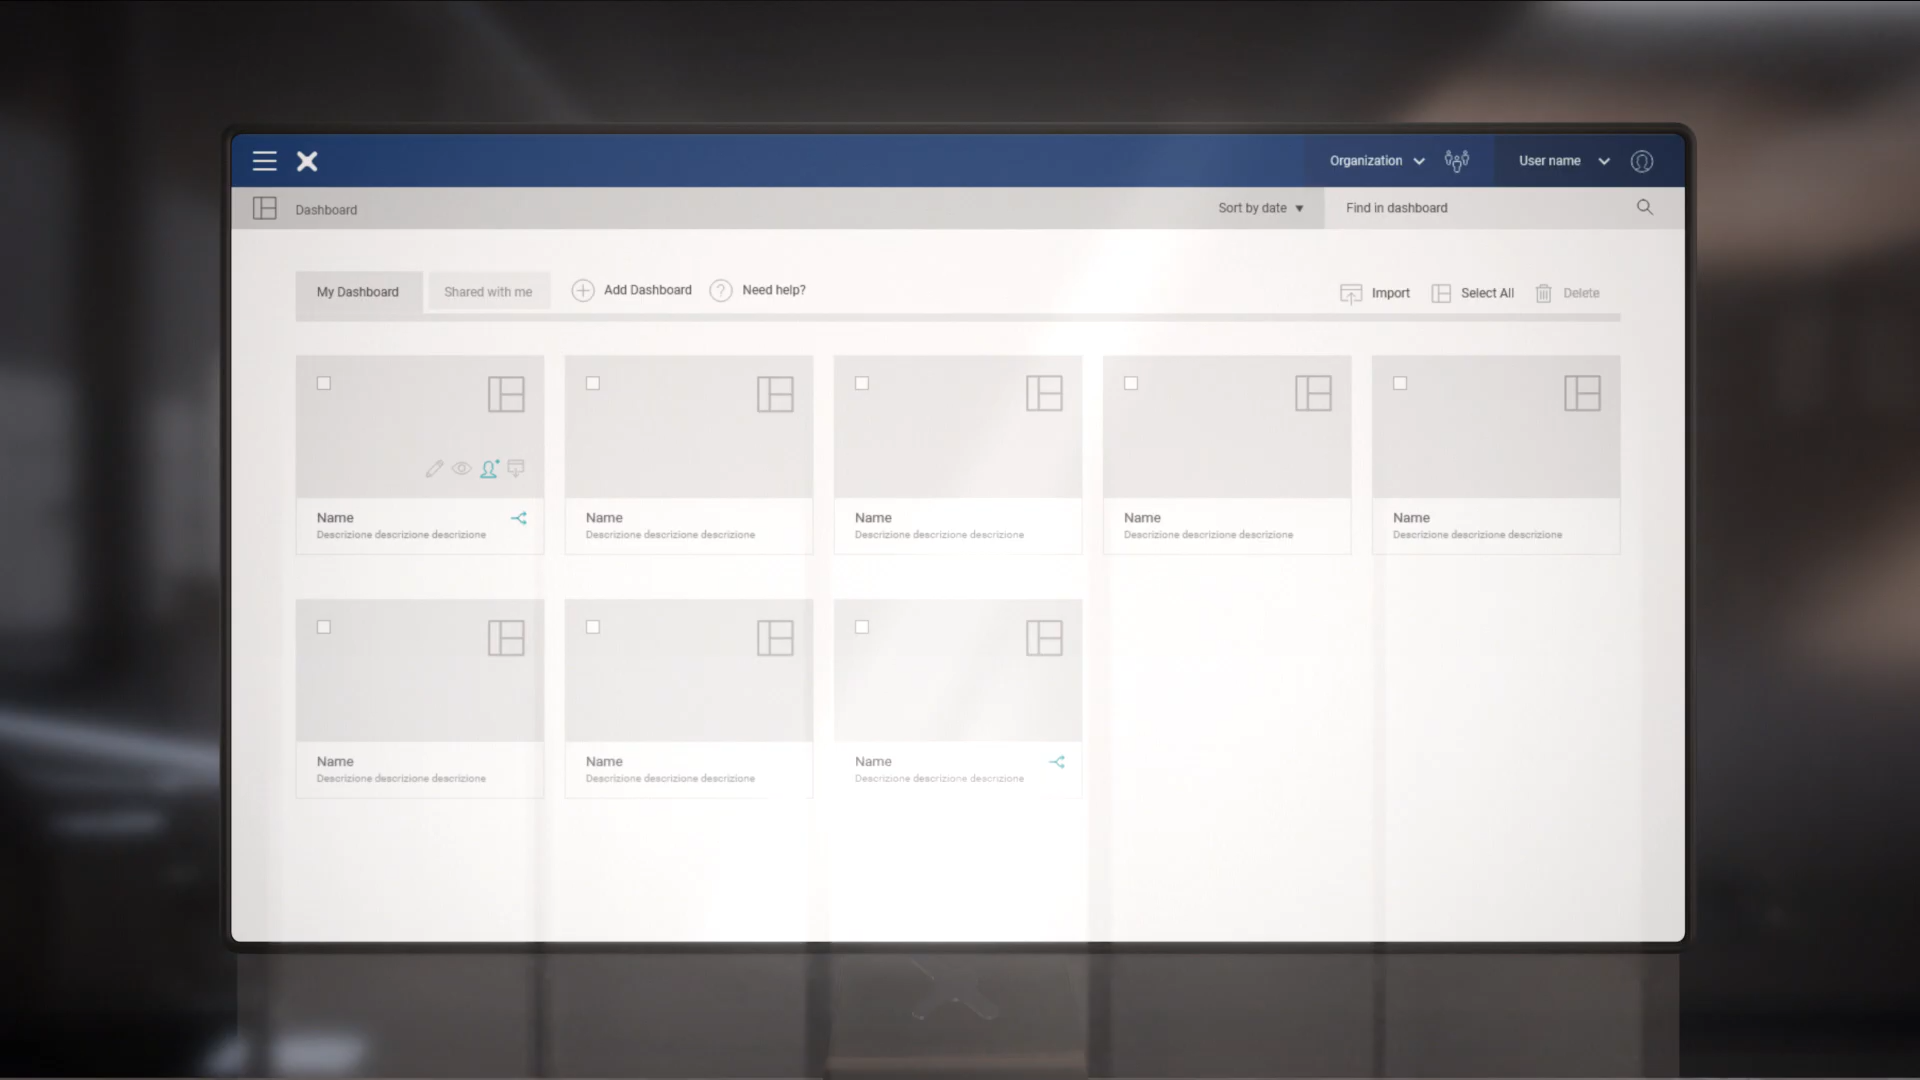 Organization
User name
Dashboard
Sort by date
Find in dashboard
My Dashboard
Shared with me
Add Dashboard
Need help?
Import
Select All
Delete
Name
Descrizione descrizione descrizione
Name
Descrizione descrizione descrizione
Name
Descrizione descrizione descrizione
Name
Descrizione descrizione descrizione
Name
Descrizione descrizione descrizione
Name
Descrizione descrizione descrizione
Name
Descrizione descrizione descrizione
Name
Descrizione descrizione descrizione